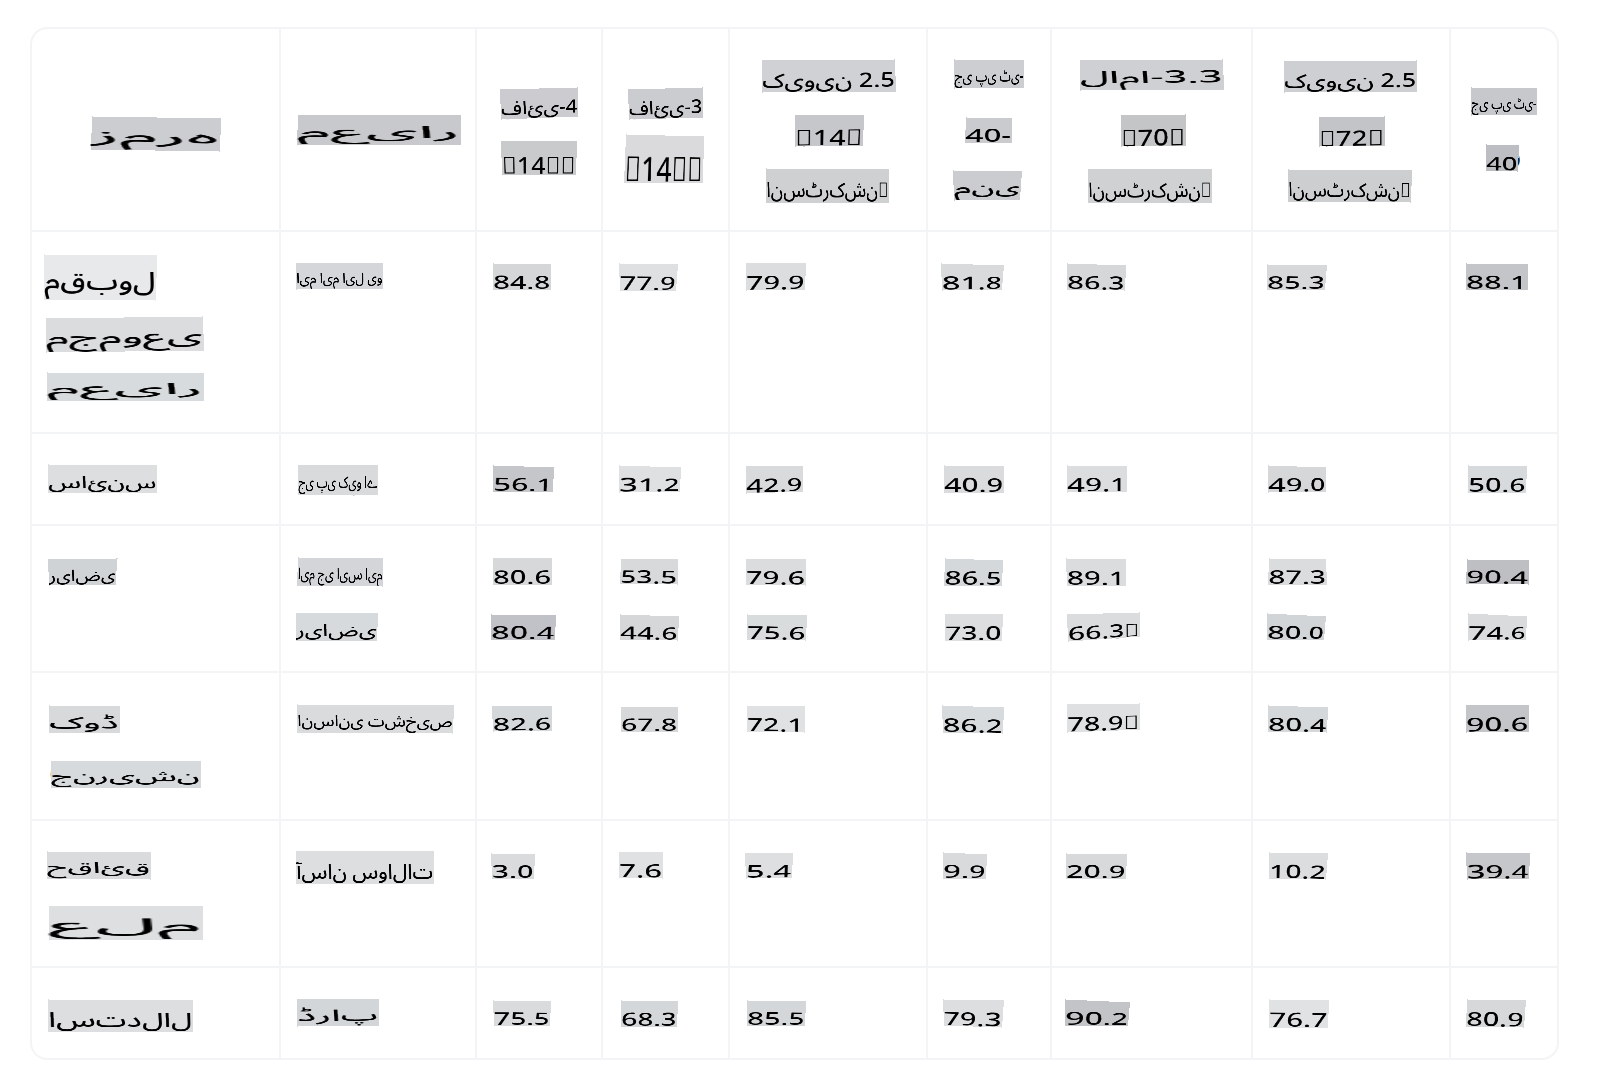 زمرہ
معیار
فائی-4
14
فائی-3
14
کیوین 2.5
14
انسٹرکشن
جی پی ٹی-
40-
منی
لاما-3.3
70
انسٹرکشن
کیوین 2.5
72
انسٹرکشن
جی پی ٹی-
40
مقبول
مجموعی
معیار
ایم ایم ایل یو
84.8
77.9
79.9
81.8
86.3
85.3
88.1
سائنس
جی پی کیو اے
56.1
31.2
42.9
40.9
49.1
49.0
50.6
ریاضی
ایم جی ایس ایم
80.6
53.5
79.6
86.5
89.1
87.3
90.4
ریاضی
80.4
44.6
75.6
73.0
66.3
80.0
74.6
کوڈ
جنریشن
انسانی تشخیص
82.6
67.8
72.1
86.2
78.9
80.4
90.6
حقائق
علم
آسان سوالات
3.0
7.6
5.4
9.9
20.9
10.2
39.4
استدلال
ڈراپ
75.5
68.3
85.5
79.3
90.2
76.7
80.9